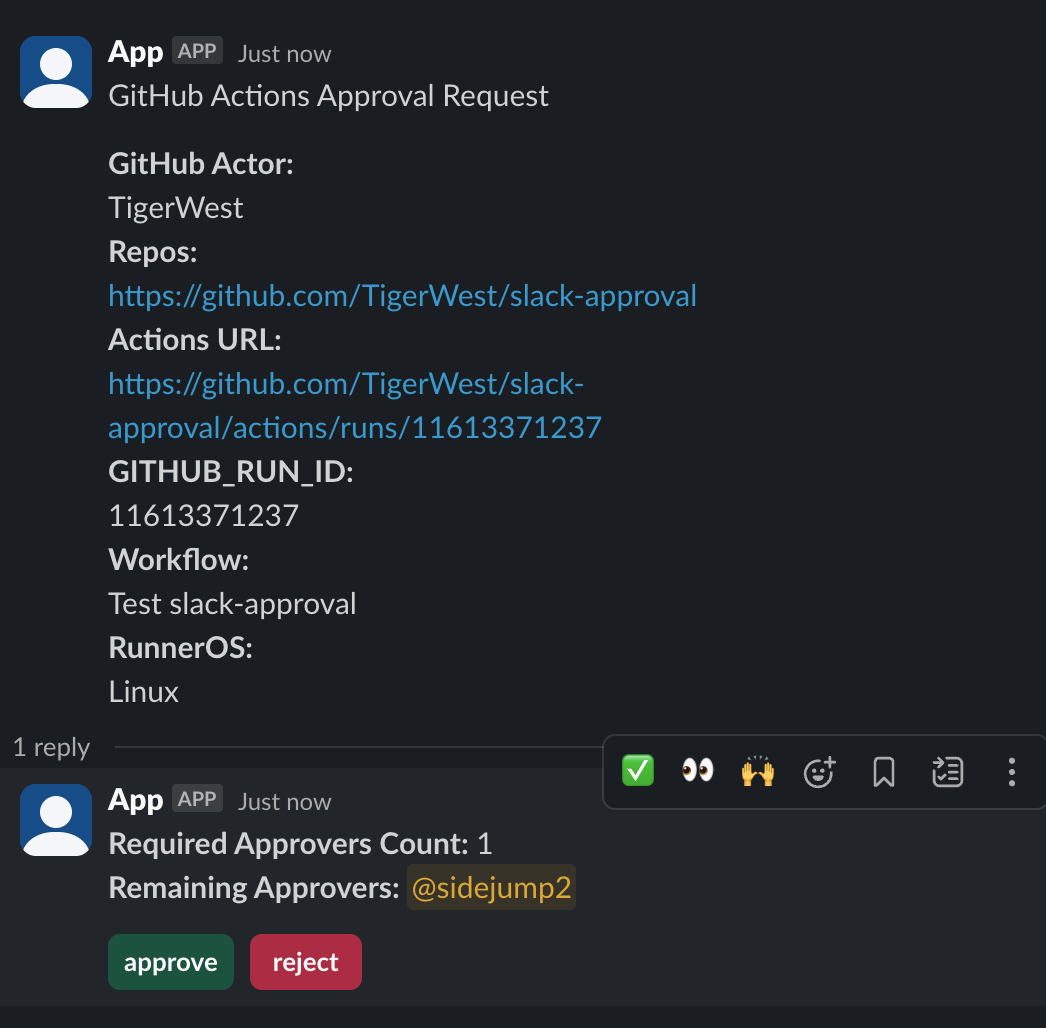 App APP Just now
GitHub Actions Approval Request
GitHub Actor:
TigerWest
Repos:
https://github.com/TigerWest/slack-approval
Actions URL:
https://github.com/TigerWest/slack-
approval/actions/runs/11613371237
GITHUB_RUN_ID:
11613371237
Workflow:
Test slack-approval
RunnerOS:
Linux
1 reply
App APP Just now
Required Approvers Count: 1
Remaining Approvers: @sidejump2
approve reject